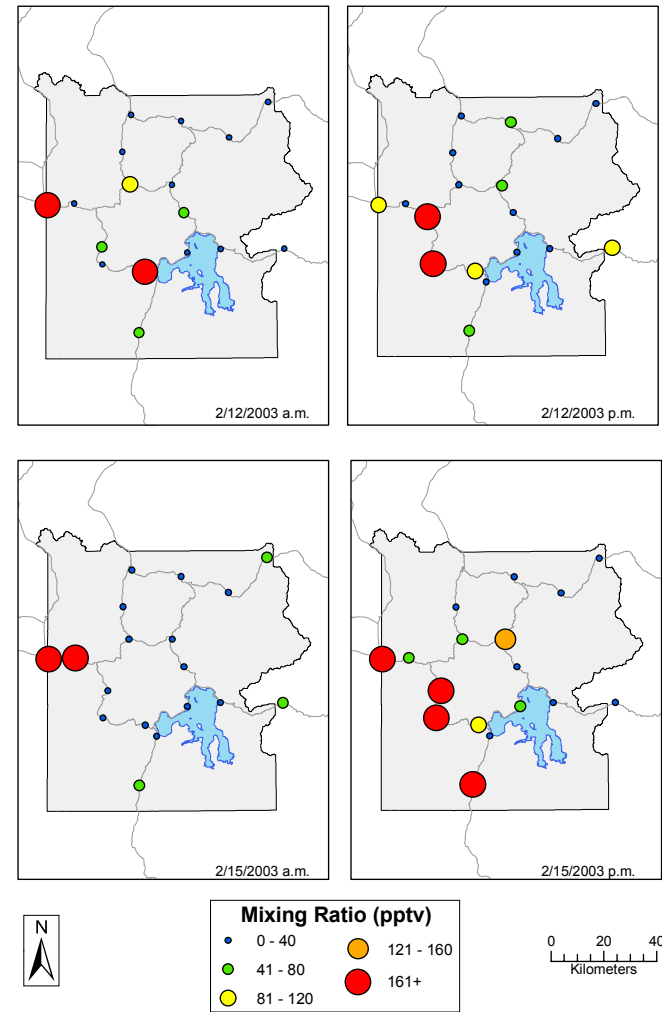 2/12/2003 a.m.
2/12/2003 p.m.
2/15/2003 a.m.
2/15/2003 p.m.
N
Mixing Ratio (pptv)
0 - 40
41 - 80
81 - 120
121 - 160
161+
0 20 40
Kilometers